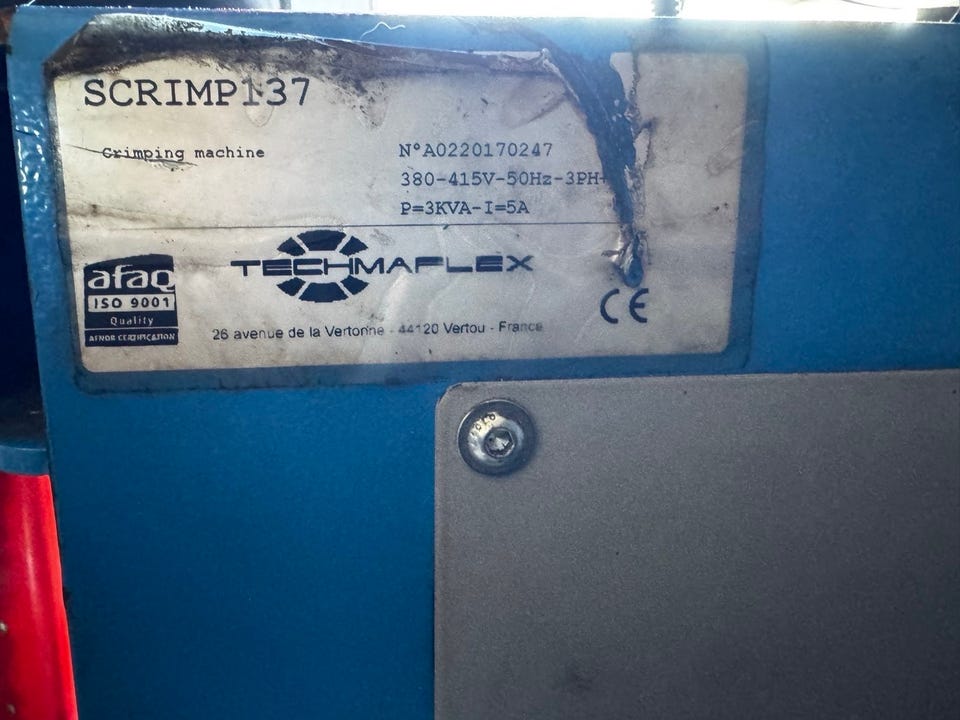 SCRIMP137
Crimping machine
N°A0220170247
380-415V-50Hz-3PH+
P=3KVA-I=5A
afaq
ISO 9001
Quality
AFNOR CERTIFICATION
TECHMAFLEX
26 avenue de la Vertonne - 44120 Vertou - France
CE